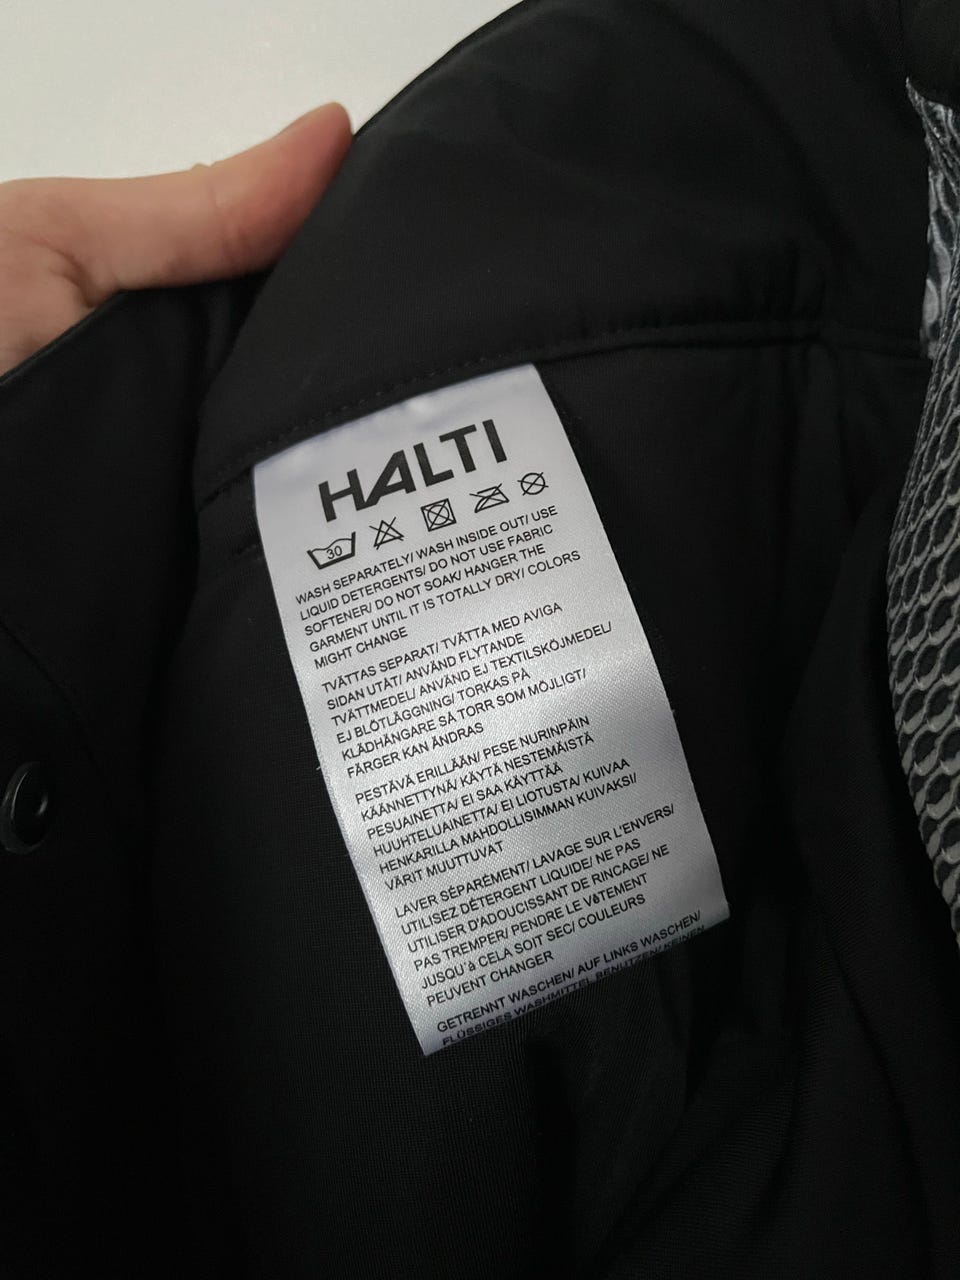 HALTI
30
WASH SEPARATELY/ WASH INSIDE OUT/ USE
LIQUID DETERGENTS/ DO NOT USE FABRIC
SOFTENER/ DO NOT SOAK/ HANGER THE
GARMENT UNTIL IT IS TOTALLY DRY/ COLORS
MIGHT CHANGE
TVÄTTAS SEPARAT/ TVÄTTA MED AVIGA
SIDAN UTÅT/ ANVÄND FLYTANDE
TVÄTTMEDEL/ ANVÄND EJ TEXTILSKÖJMEDEL/
EJ BLÖTLÄGGNING/ TORKAS PÅ
KLÄDHÄNGARE SÅ TORR SOM MÖJLIGT/
FÄRGER KAN ÄNDRAS
PESTÄVÄ ERILLÄÄN/ PESE NURINPÄIN
KÄÄNNETTYNÄ/ KÄYTÄ NESTEMÄISTÄ
PESUAINETTA/ EI SAA KÄYTTÄÄ
HUUHTELUAINETTA/ EI LIOTUSTA/ KUIVAA
HENKARILLA MAHDOLLISIMMAN KUIVAKSI/
VÄRIT MUUTTUVAT
LAVER SÉPARÉMENT/ LAVAGE SUR L'ENVERS/
UTILISEZ DÉTERGENT LIQUIDE/ NE PAS
UTILISER D'ADOUCISSANT DE RINCAGE/ NE
PAS TREMPER/ PENDRE LE VêTEMENT
JUSQU'à CELA SOIT SEC/ COULEURS
PEUVENT CHANGER
GETRENNT WASCHEN/ AUF LINKS WASCHEN/
FLÜSSIGES WASHMITTEL BENUTZEN/ KEINEN